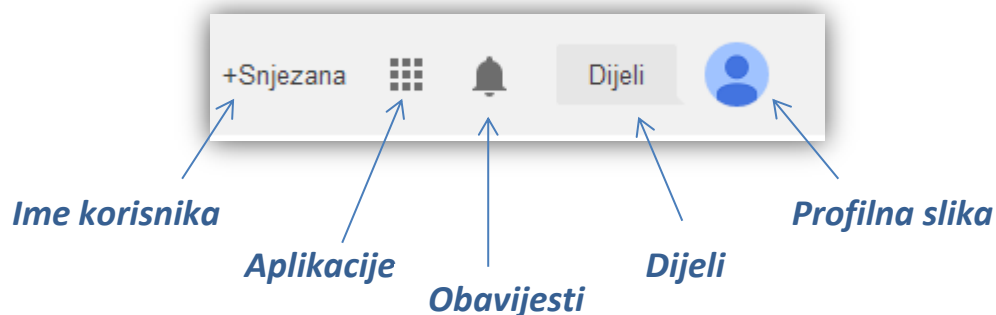 +Snjezana Dijeli
Ime korisnika
Profilna slika
Aplikacije
Dijeli
Obavijesti